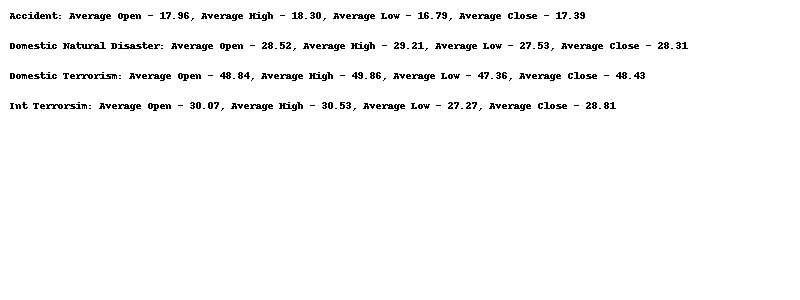 Accident: Average Open - 17.96, Average High - 18.30, Average Low - 16.79, Average Close - 17.39
Domestic Natural Disaster: Average Open - 28.52, Average High - 29.21, Average Low - 27.53, Average Close - 28.31
Domestic Terrorism: Average Open - 48.84, Average High - 49.86, Average Low - 47.36, Average Close - 48.43
Int Terrorsim: Average Open - 30.07, Average High - 30.53, Average Low - 27.27, Average Close - 28.81